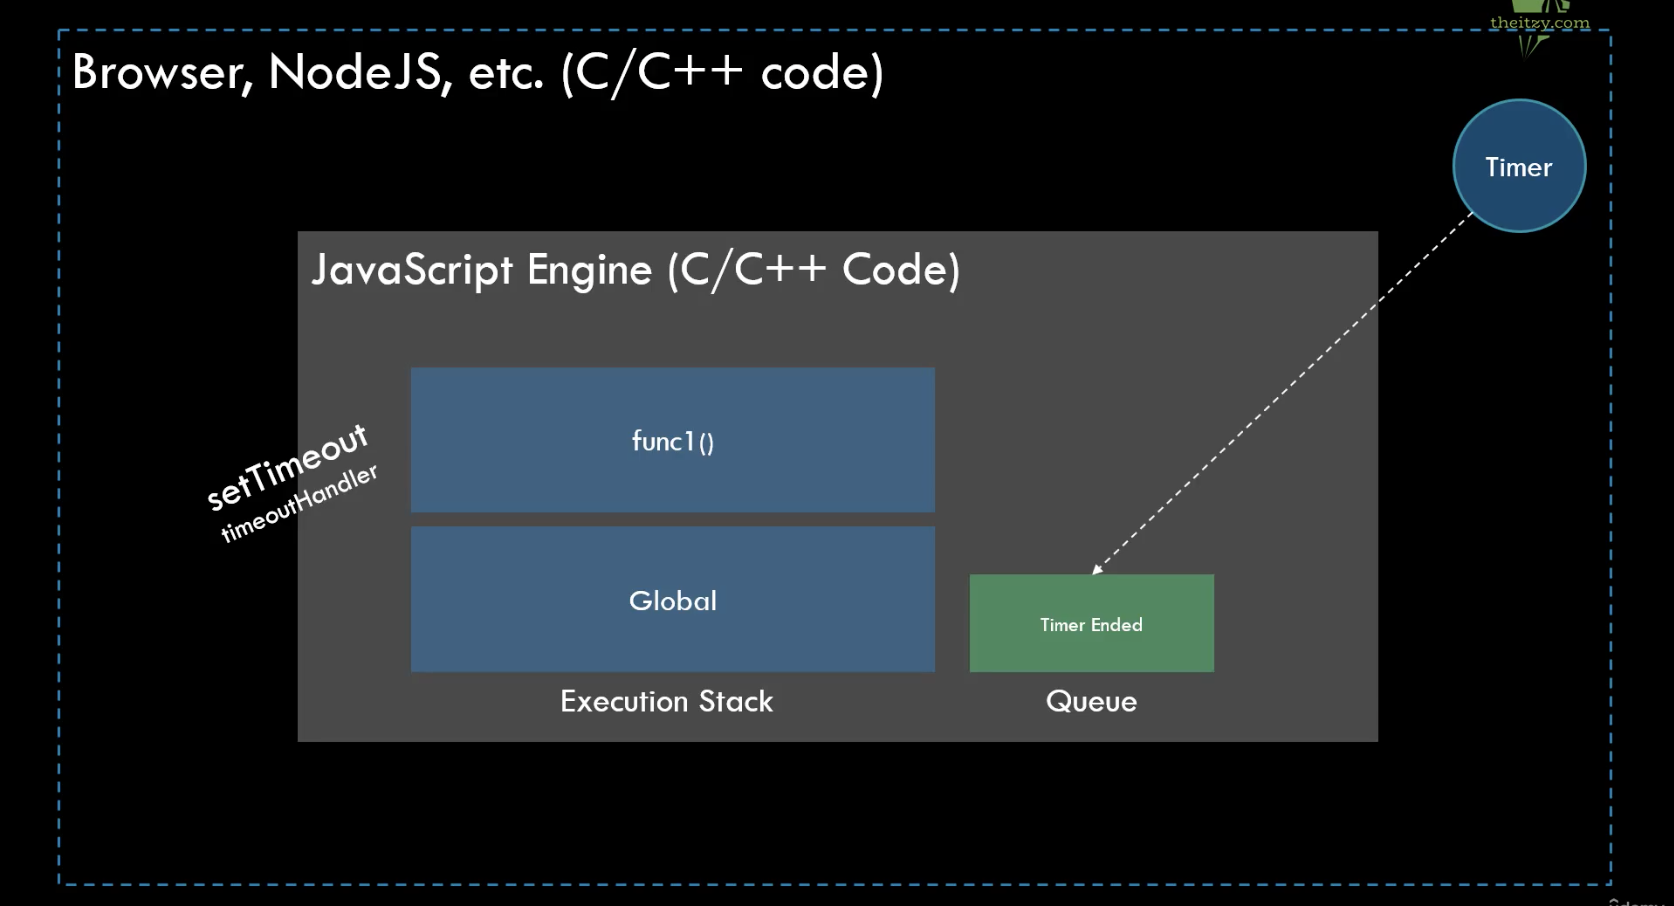 theitzy.com
Browser, NodeJS, etc. (C/C++ code)
Timer
JavaScript Engine (C/C++ Code)
setTimeout
timeoutHandler
func1()
Global
Timer Ended
Execution Stack
Queue